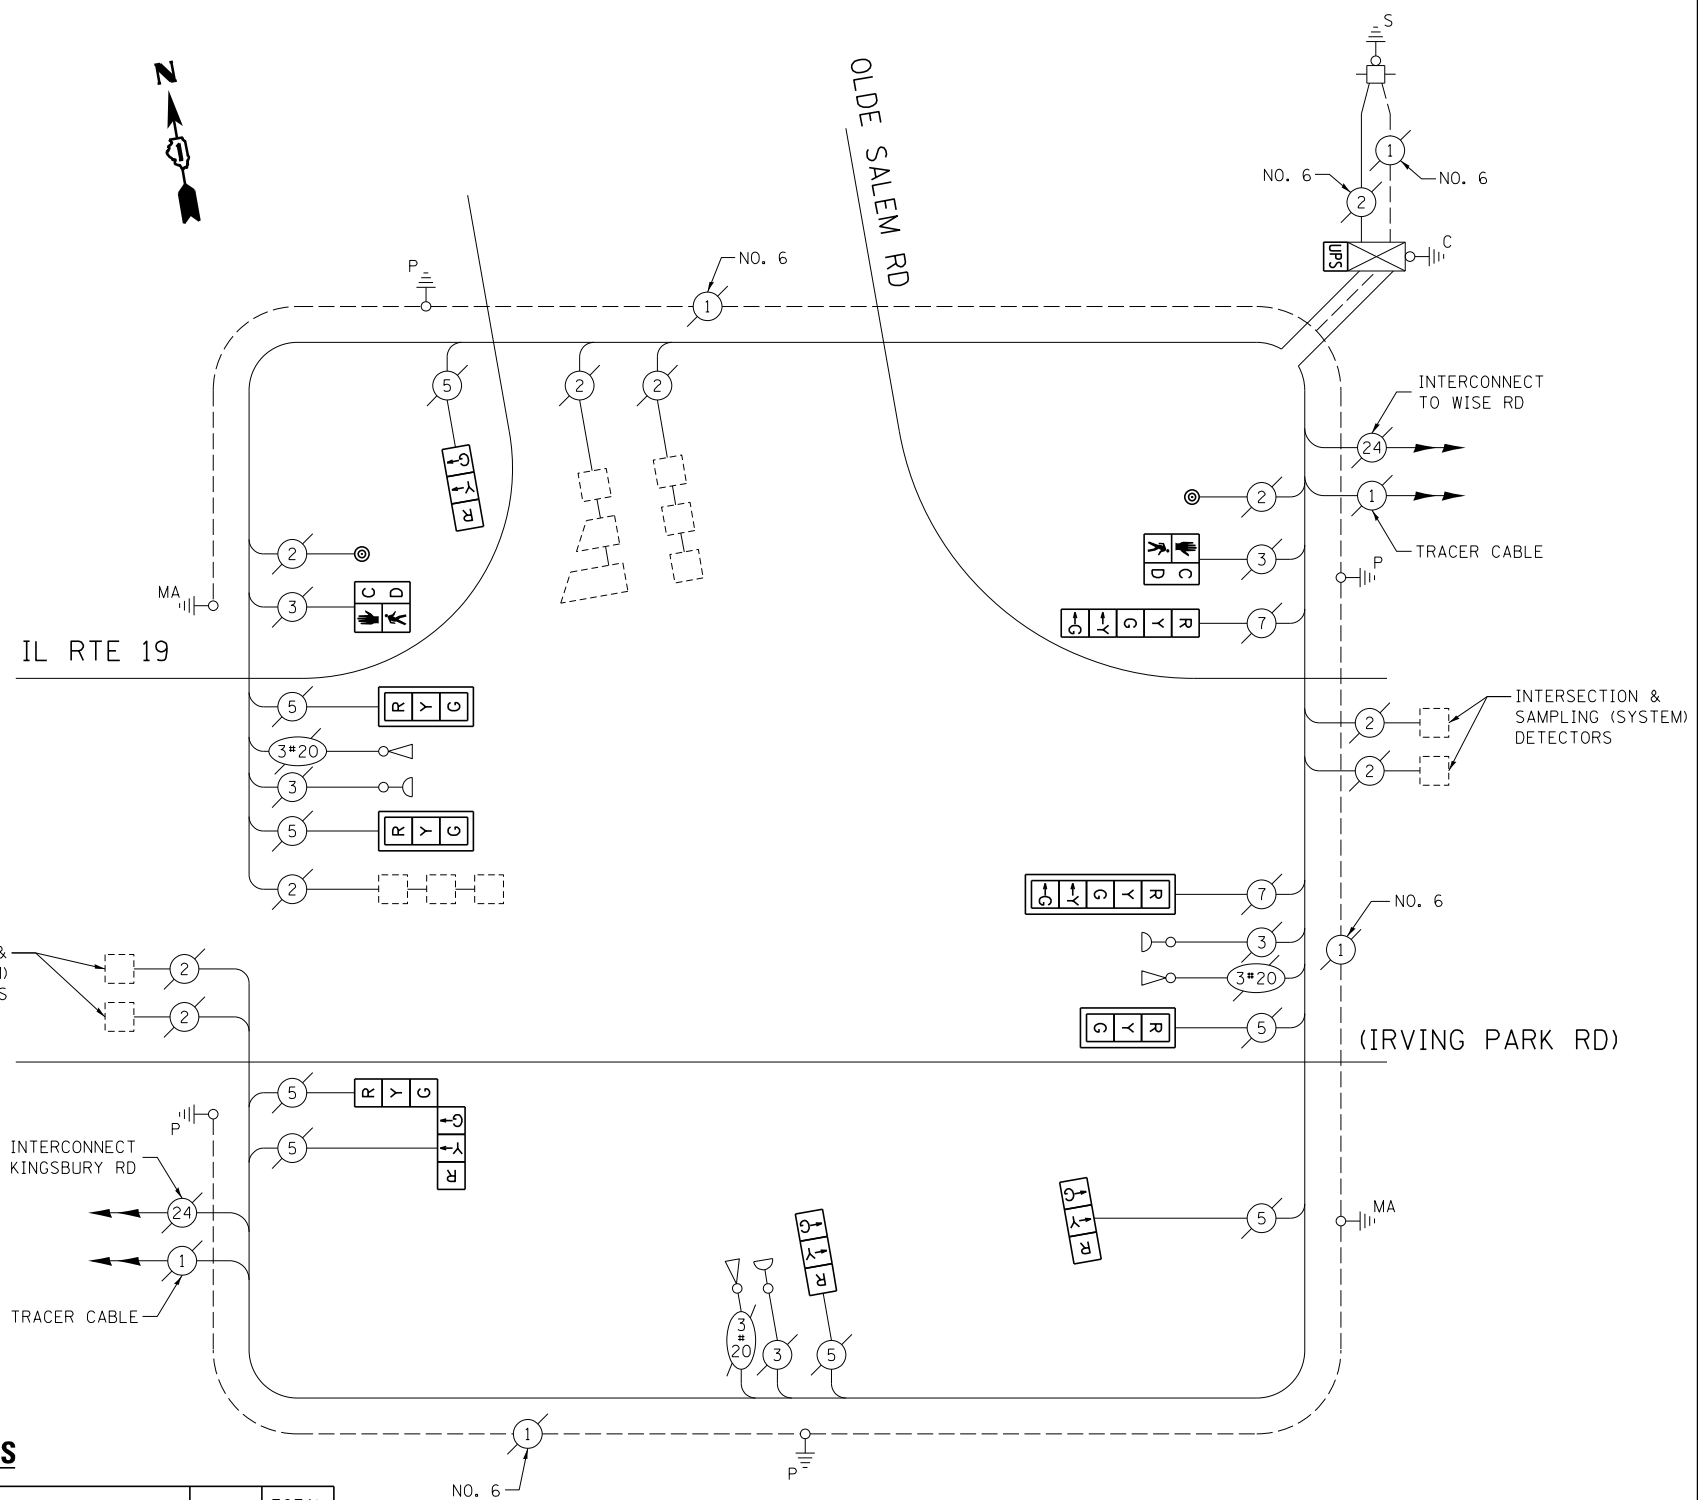 S
N
OLDE SALEM RD
1
NO. 6
NO. 6
2
UPS
C
P
NO. 6
1
INTERCONNECT
TO WISE RD
24
1
TRACER CABLE
5
2
2
G
Y
R
2
2
3
C D
3
D C
MA
P
G Y G Y R
7
IL RTE 19
5
R Y G
3#20
3
5
R Y G
2
2
2
INTERSECTION &
SAMPLING (SYSTEM)
DETECTORS
G Y G Y R
7
NO. 6
1
3
3#20
G Y R
5
(IRVING PARK RD)
&
)
S
2
2
5
R Y G
G
Y
R
5
P
INTERCONNECT
KINGSBURY RD
24
1
TRACER CABLE
G
Y
R
5
MA
G
Y
R
3
#
20
3
5
1
NO. 6
P
S